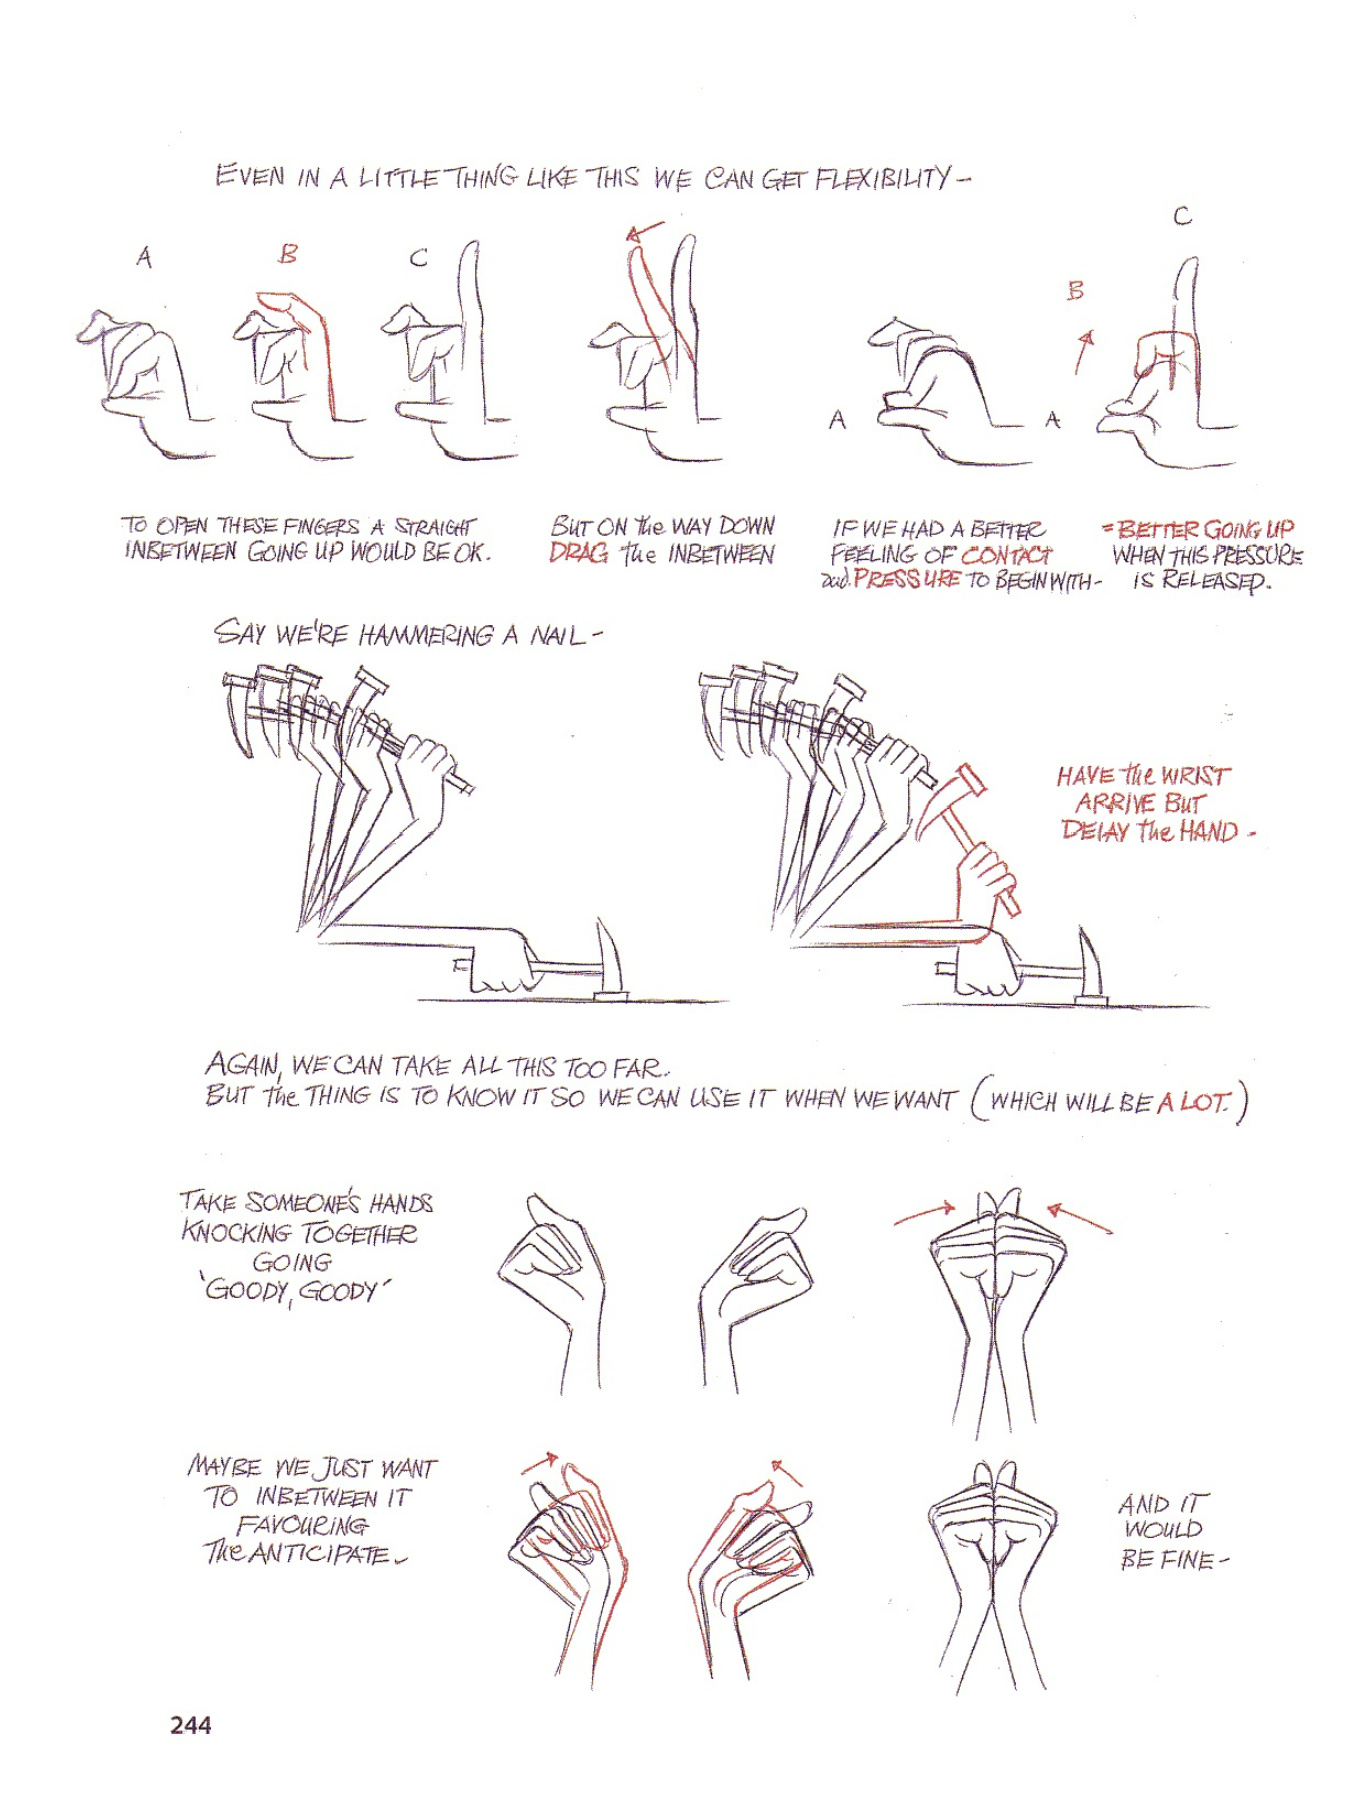 EVEN IN A LITTLE THING LIKE THIS WE CAN GET FLEXIBILITY –
A
B
C
A
B
A
C
TO OPEN THESE FINGERS A STRAIGHT
INBETWEEN GOING UP WOULD BE OK.
BUT ON the WAY DOWN
DRAG the INBETWEEN
IF WE HAD A BETTER
FEELING OF CONTACT
and PRESSURE TO BEGIN WITH –
= BETTER GOING UP
WHEN THIS PRESSURE
IS RELEASED.
SAY WE'RE HAMMERING A NAIL –
HAVE the WRIST
ARRIVE BUT
DELAY the HAND –
AGAIN, WE CAN TAKE ALL THIS TOO FAR.
BUT the THING IS TO KNOW IT SO WE CAN USE IT WHEN WE WANT (WHICH WILL BE A LOT.)
TAKE SOMEONE'S HANDS
KNOCKING TOGETHER
GOING
'GOODY, GOODY'
MAYBE WE JUST WANT
TO INBETWEEN IT
FAVOURING
The ANTICIPATE –
AND IT
WOULD
BE FINE –
244